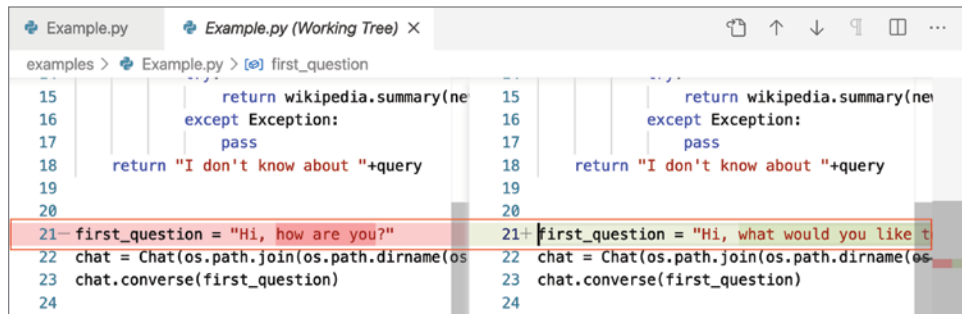 Example.py Example.py (Working Tree)
examples > Example.py > first_question
15 return wikipedia.summary(ne
16 except Exception:
17 pass
18 return "I don't know about "+query
19
20
21— first_question = "Hi, how are you?"
22 chat = Chat(os.path.join(os.path.dirname(os
23 chat.converse(first_question)
24
15 return wikipedia.summary(new
16 except Exception:
17 pass
18 return "I don't know about "+query
19
20
21+ first_question = "Hi, what would you like t
22 chat = Chat(os.path.join(os.path.dirname(os
23 chat.converse(first_question)
24